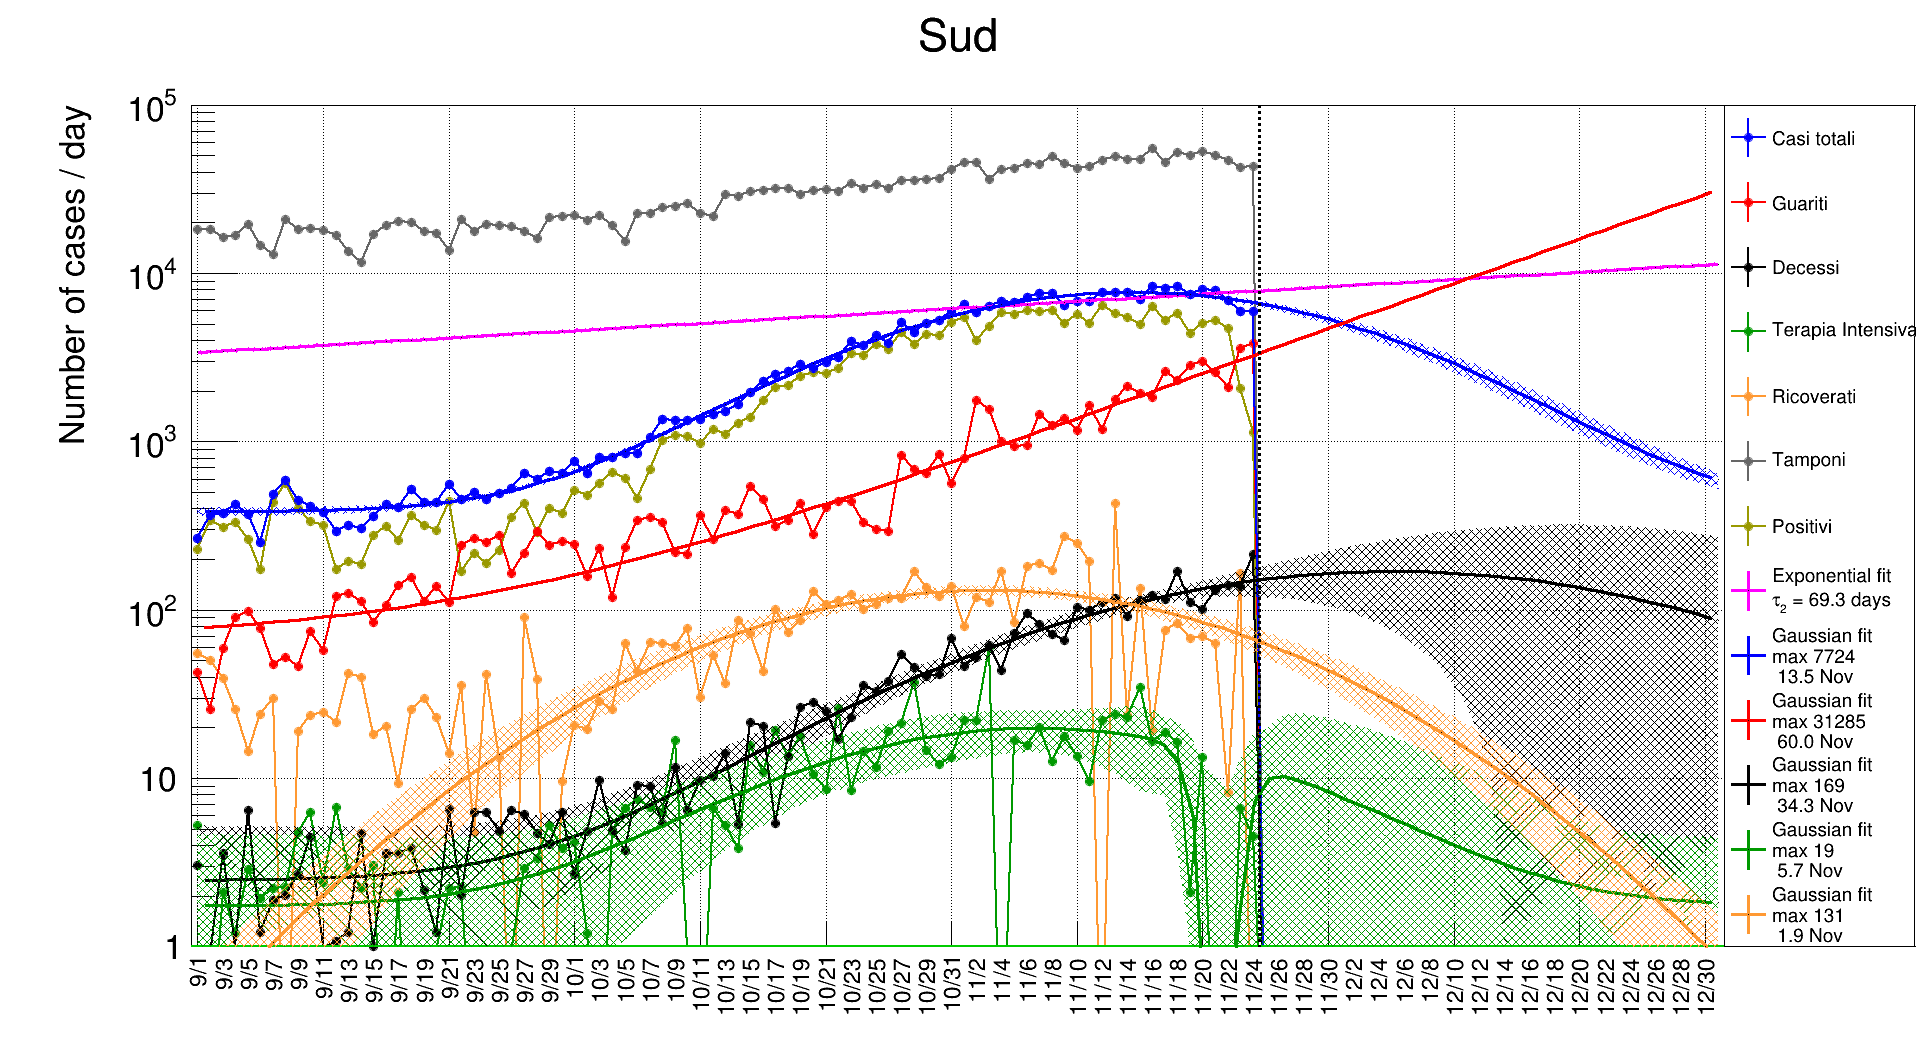 Sud
Number of cases / day
10^5
10^4
10^3
10^2
10
1
9/1
9/3
9/5
9/7
9/9
9/11
9/13
9/15
9/17
9/19
9/21
9/23
9/25
9/27
9/29
10/1
10/3
10/5
10/7
10/9
10/11
10/13
10/15
10/17
10/19
10/21
10/23
10/25
10/27
10/29
10/31
11/2
11/4
11/6
11/8
11/10
11/12
11/14
11/16
11/18
11/20
11/22
11/24
11/26
11/28
11/30
12/2
12/4
12/6
12/8
12/10
12/12
12/14
12/16
12/18
12/20
12/22
12/24
12/26
12/28
12/30
Casi totali
Guariti
Decessi
Terapia Intensiva
Ricoverati
Tamponi
Positivi
Exponential fit
τ2 = 69.3 days
Gaussian fit
max 7724
13.5 Nov
Gaussian fit
max 31285
60.0 Nov
Gaussian fit
max 169
34.3 Nov
Gaussian fit
max 19
5.7 Nov
Gaussian fit
max 131
1.9 Nov